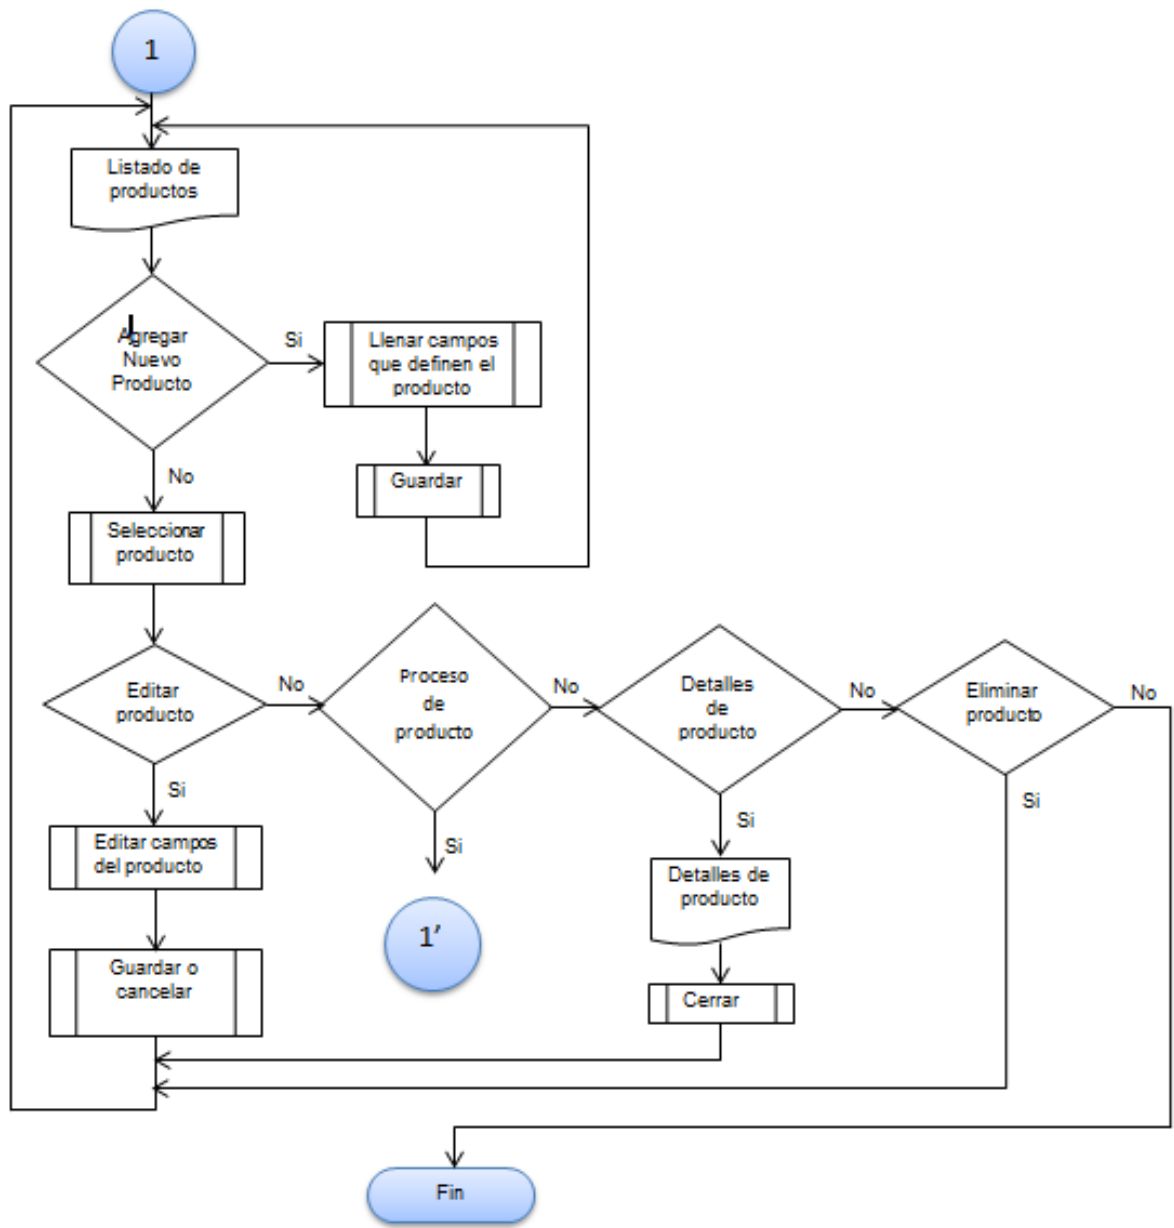 1
Listado de
productos
Agregar
Nuevo
Producto
Si
Llenar campos
que definen el
producto
No
Guardar
Seleccionar
producto
Editar
producto
No
Proceso
de
producto
No
Detalles
de
producto
No
Eliminar
producto
No
Si
Si
Si
Si
Editar campos
del producto
1’
Detalles de
producto
Guardar o
cancelar
Cerrar
Fin